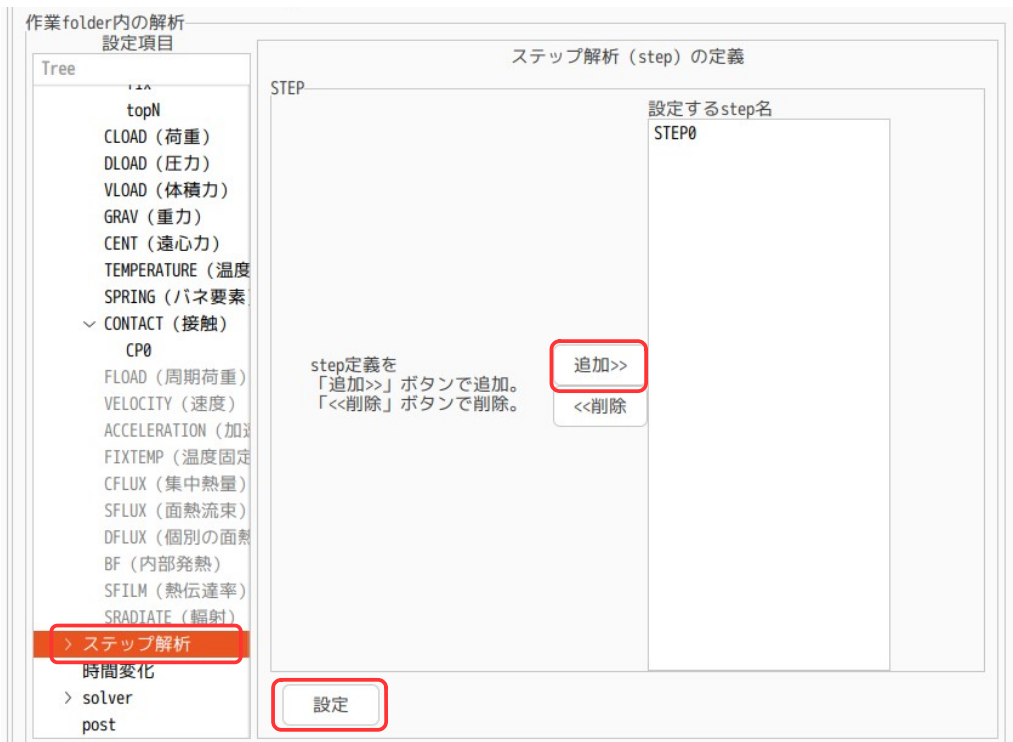 作業folder内の解析
設定項目
Tree
topN
CLOAD (荷重)
DLOAD (圧力)
VLOAD (体積力)
GRAV (重力)
CENT (遠心力)
TEMPERATURE (温度
SPRING (バネ要素
CONTACT (接触)
CP0
FLOAD (周期荷重)
VELOCITY (速度)
ACCELERATION (加速
FIXTEMP (温度固定
CFLUX (集中熱量)
SFLUX (面熱流束)
DFLUX (個別の面熱
BF (内部発熱)
SFILM (熱伝達率)
SRADIATE (輻射)
ステップ解析
時間変化
solver
post
ステップ解析 (step) の定義
STEP
設定するstep名
STEP0
step定義を
「追加>>」ボタンで追加。
「<<削除」ボタンで削除。
追加>>
<<削除
設定